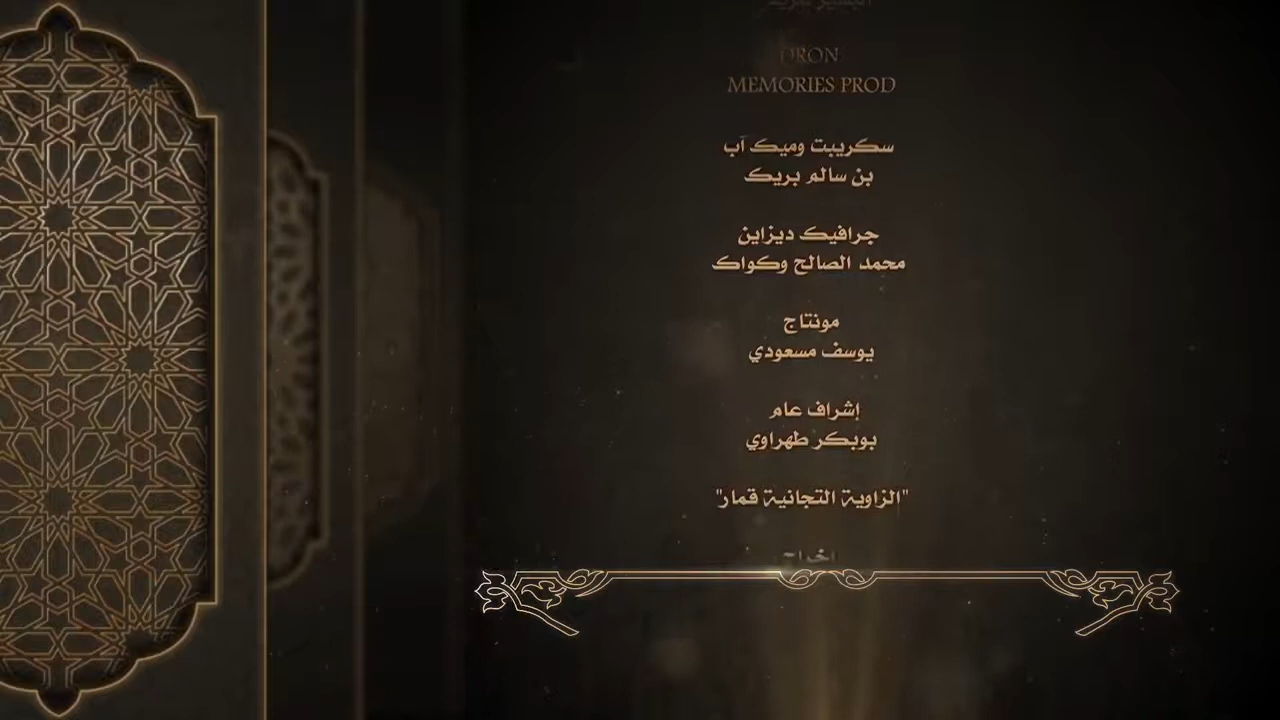 DRON
MEMORIES PROD
سكريبت وميك آب
بن سالم بريك
جرافيك ديزاين
محمد الصالح وكواك
مونتاج
يوسف مسعودي
إشراف عام
بوبكر طهراوي
"الزاوية التجانية قمار"
إخراج